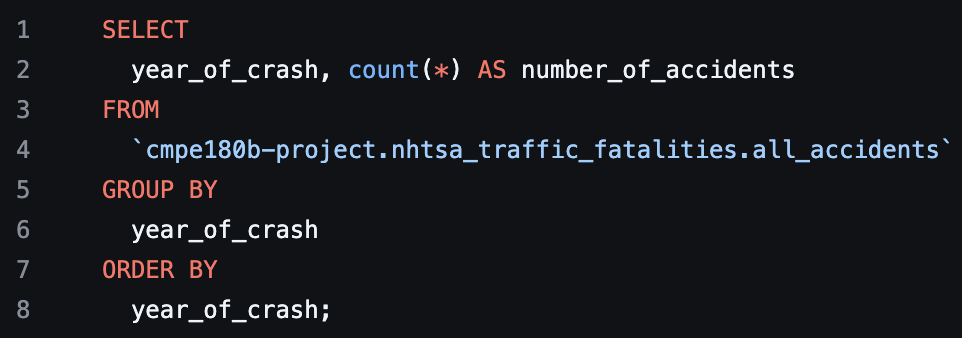 1 SELECT
2 year_of_crash, count(*) AS number_of_accidents
3 FROM
4 `cmpe180b-project.nhtsa_traffic_fatalities.all_accidents`
5 GROUP BY
6 year_of_crash
7 ORDER BY
8 year_of_crash;